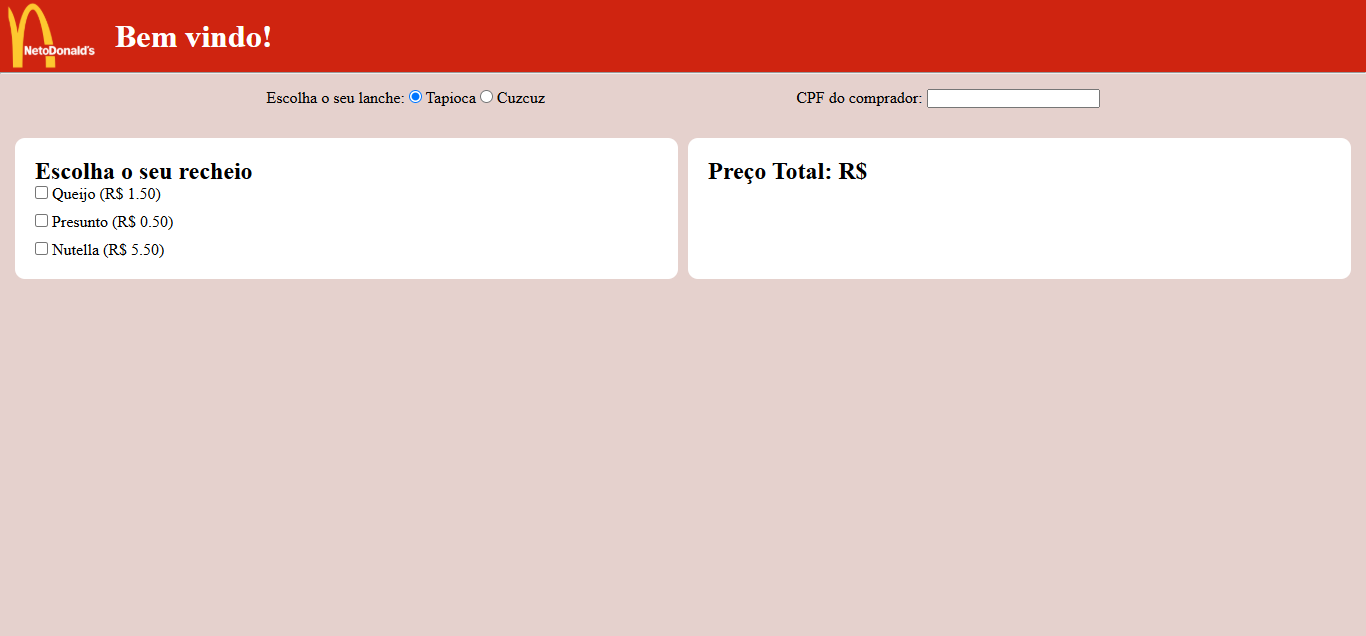 NetoDonald's
Bem vindo!
Escolha o seu lanche: Tapioca Cuzcuz
CPF do comprador:
Escolha o seu recheio
Queijo (R$ 1.50)
Presunto (R$ 0.50)
Nutella (R$ 5.50)
Preço Total: R$